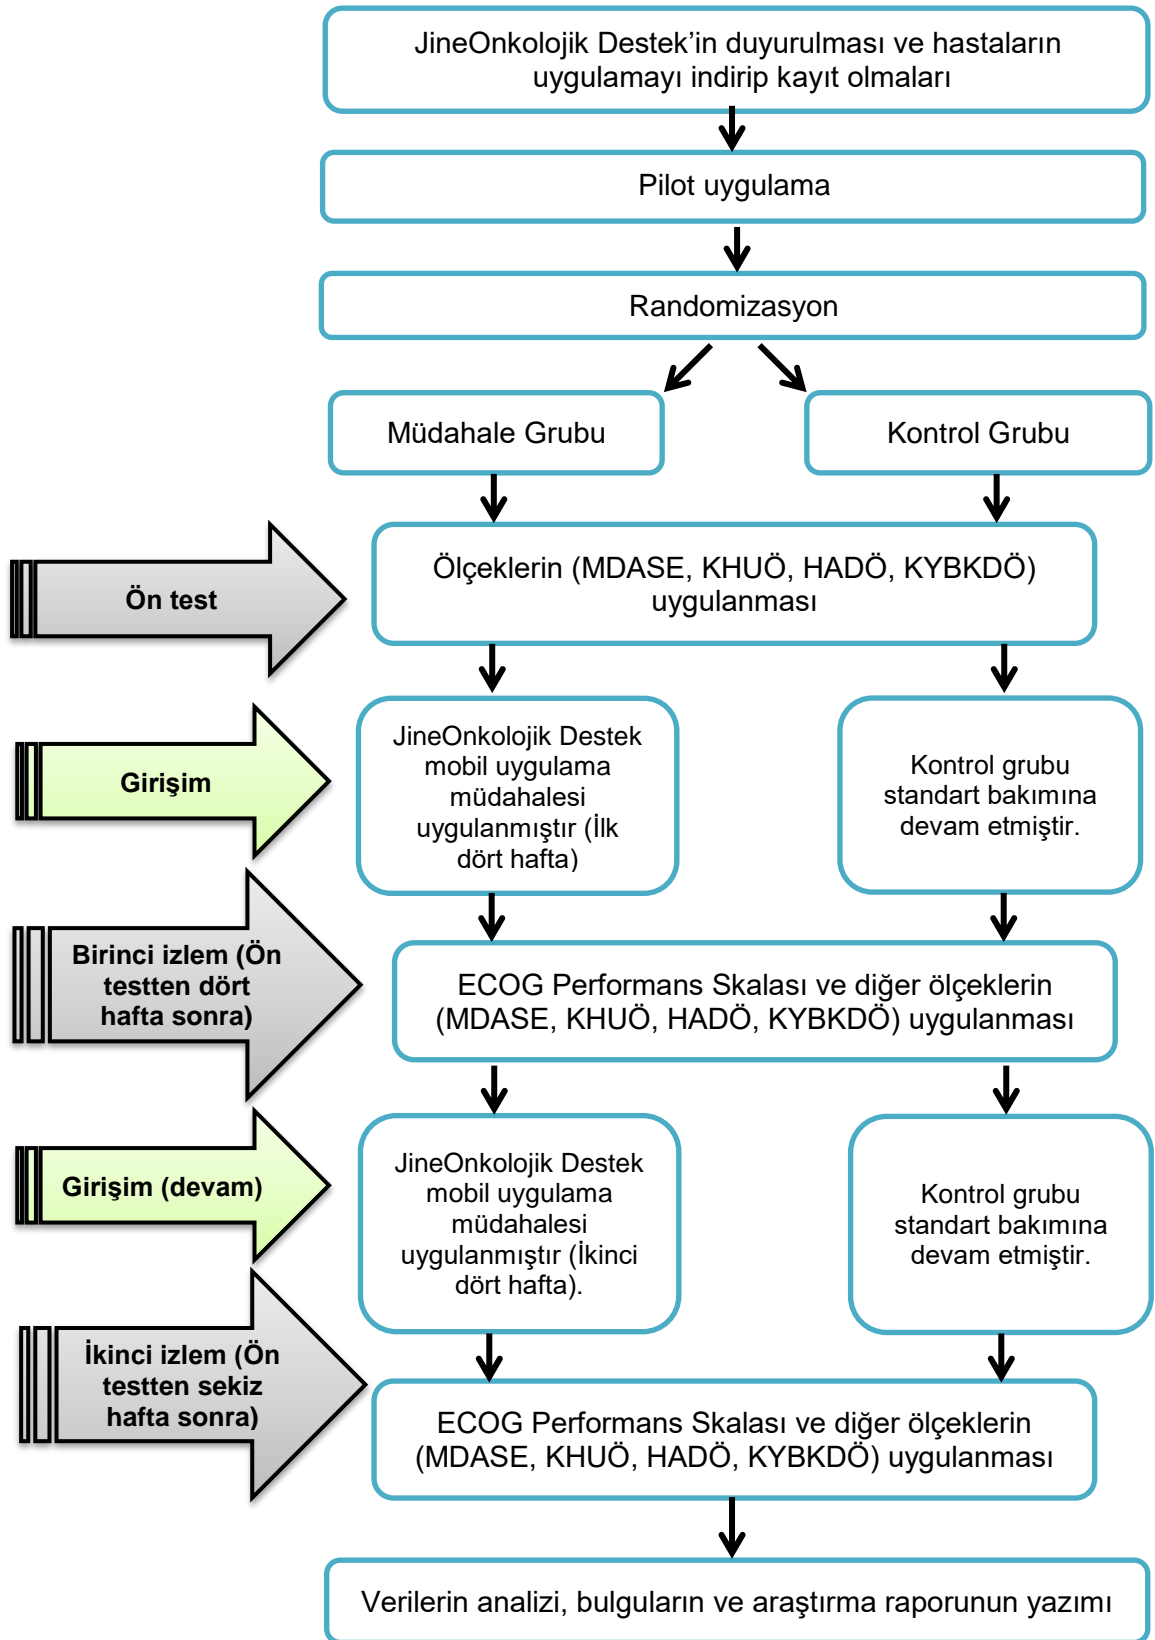 JineOnkolojik Destek’in duyurulması ve hastaların
uygulamayı indirip kayıt olmaları
Pilot uygulama
Randomizasyon
Müdahale Grubu
Kontrol Grubu
Ön test
Ölçeklerin (MDASE, KHUÖ, HADÖ, KYBKDÖ)
uygulanması
Girişim
JineOnkolojik Destek
mobil uygulama
müdahalesi
uygulanmıştır (İlk
dört hafta)
Kontrol grubu
standart bakımına
devam etmiştir.
Birinci izlem (Ön
testten dört
hafta sonra)
ECOG Performans Skalası ve diğer ölçeklerin
(MDASE, KHUÖ, HADÖ, KYBKDÖ) uygulanması
Girişim (devam)
JineOnkolojik Destek
mobil uygulama
müdahalesi
uygulanmıştır (İkinci
dört hafta).
Kontrol grubu
standart bakımına
devam etmiştir.
İkinci izlem (Ön
testten sekiz
hafta sonra)
ECOG Performans Skalası ve diğer ölçeklerin
(MDASE, KHUÖ, HADÖ, KYBKDÖ) uygulanması
Verilerin analizi, bulguların ve araştırma raporunun yazımı